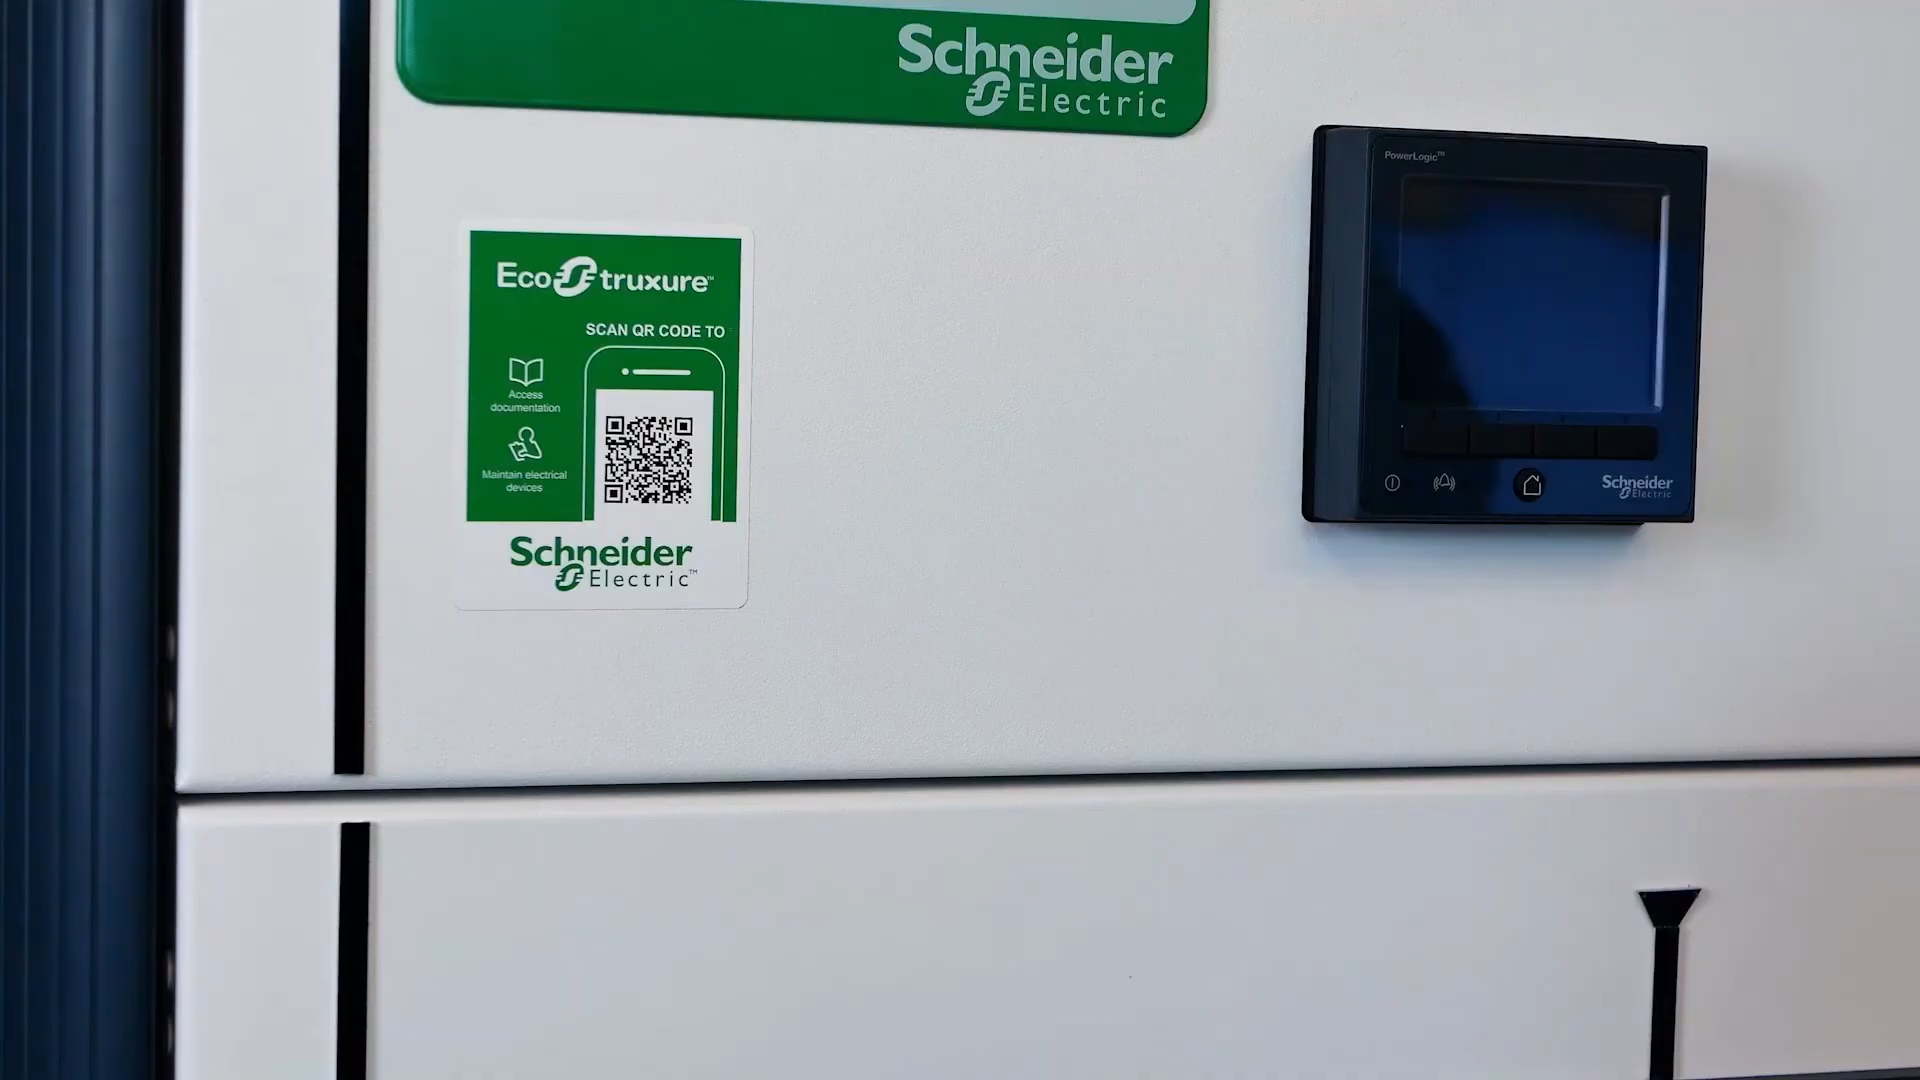 Schneider
Electric
EcoStruxure™
SCAN QR CODE TO
Access
documentation
Maintain electrical
devices
Schneider
Electric™
PowerLogic™
Schneider
Electric